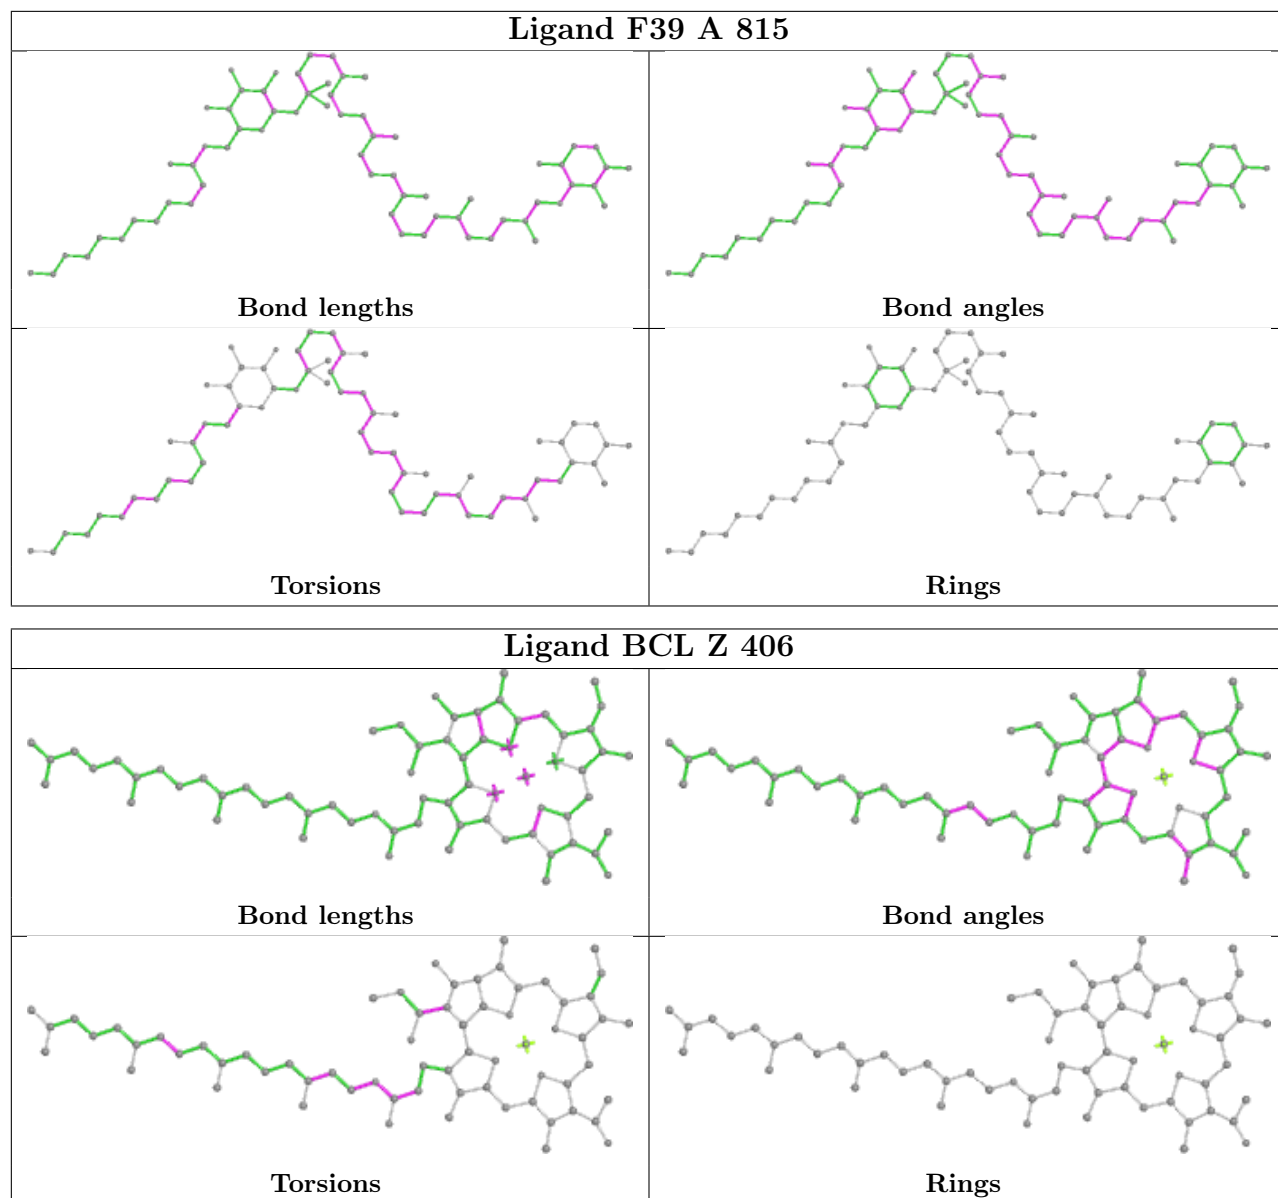 Ligand F39 A 815
Bond lengths
Bond angles
Torsions
Rings
Ligand BCL Z 406
Bond lengths
Bond angles
Torsions
Rings